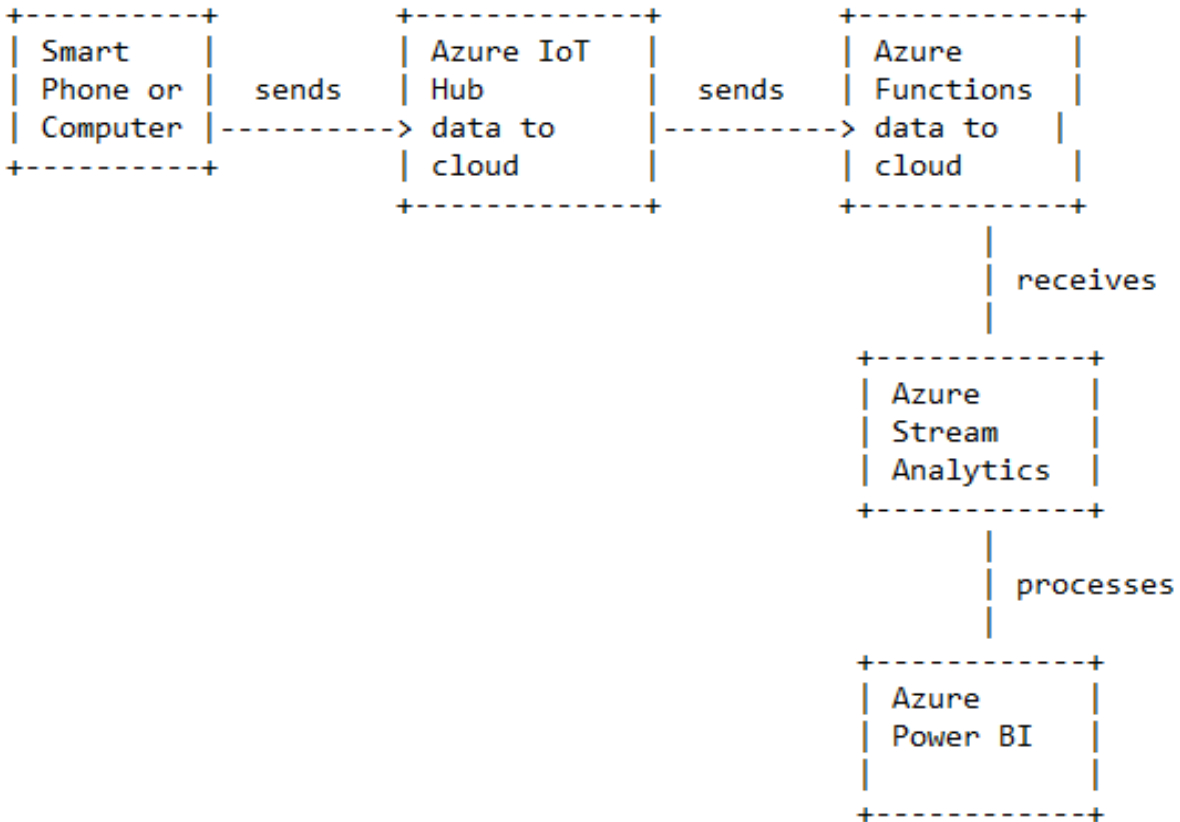 +----------+ +-------------+ +------------+
| Smart | | Azure IoT | | Azure |
| Phone or | sends | Hub | sends | Functions |
| Computer |----------> data to |----------> data to |
+----------+ | cloud | | cloud |
+-------------+ +------------+
|
| receives
|
+------------+
| Azure |
| Stream |
| Analytics |
+------------+
|
| processes
|
+------------+
| Azure |
| Power BI |
| |
+------------+